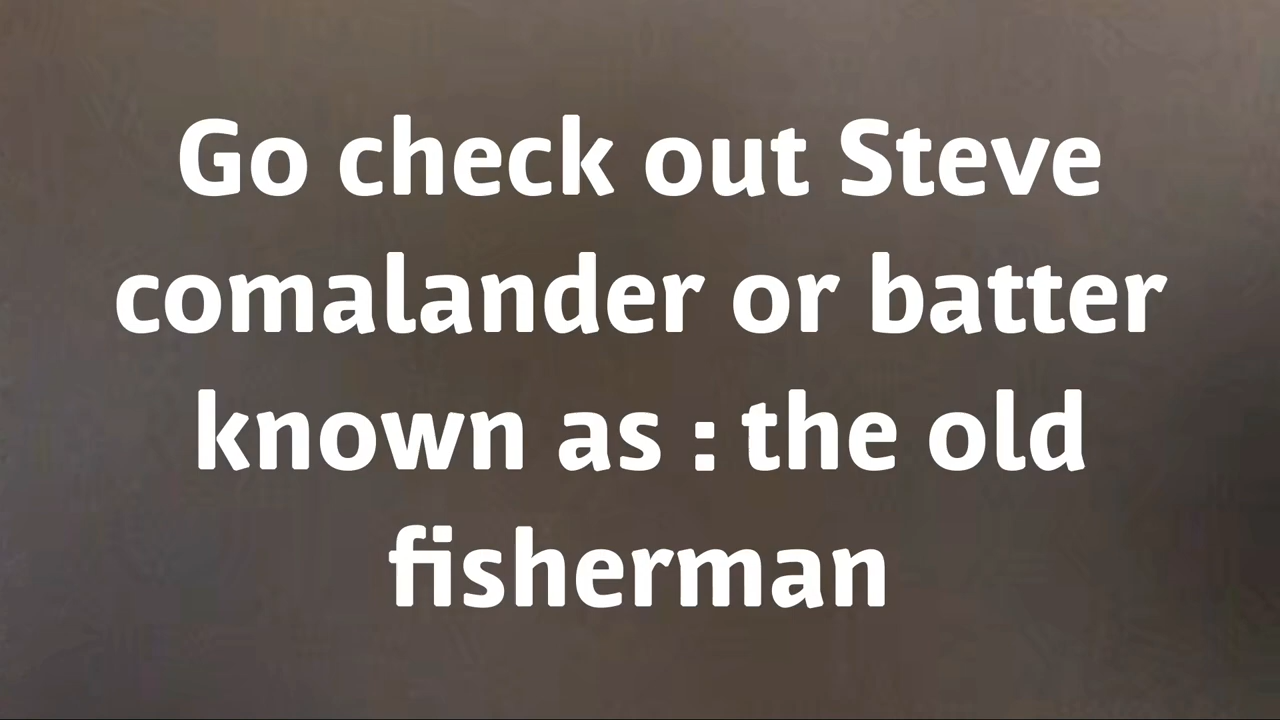 Go check out Steve
comalander or batter
known as : the old
fisherman